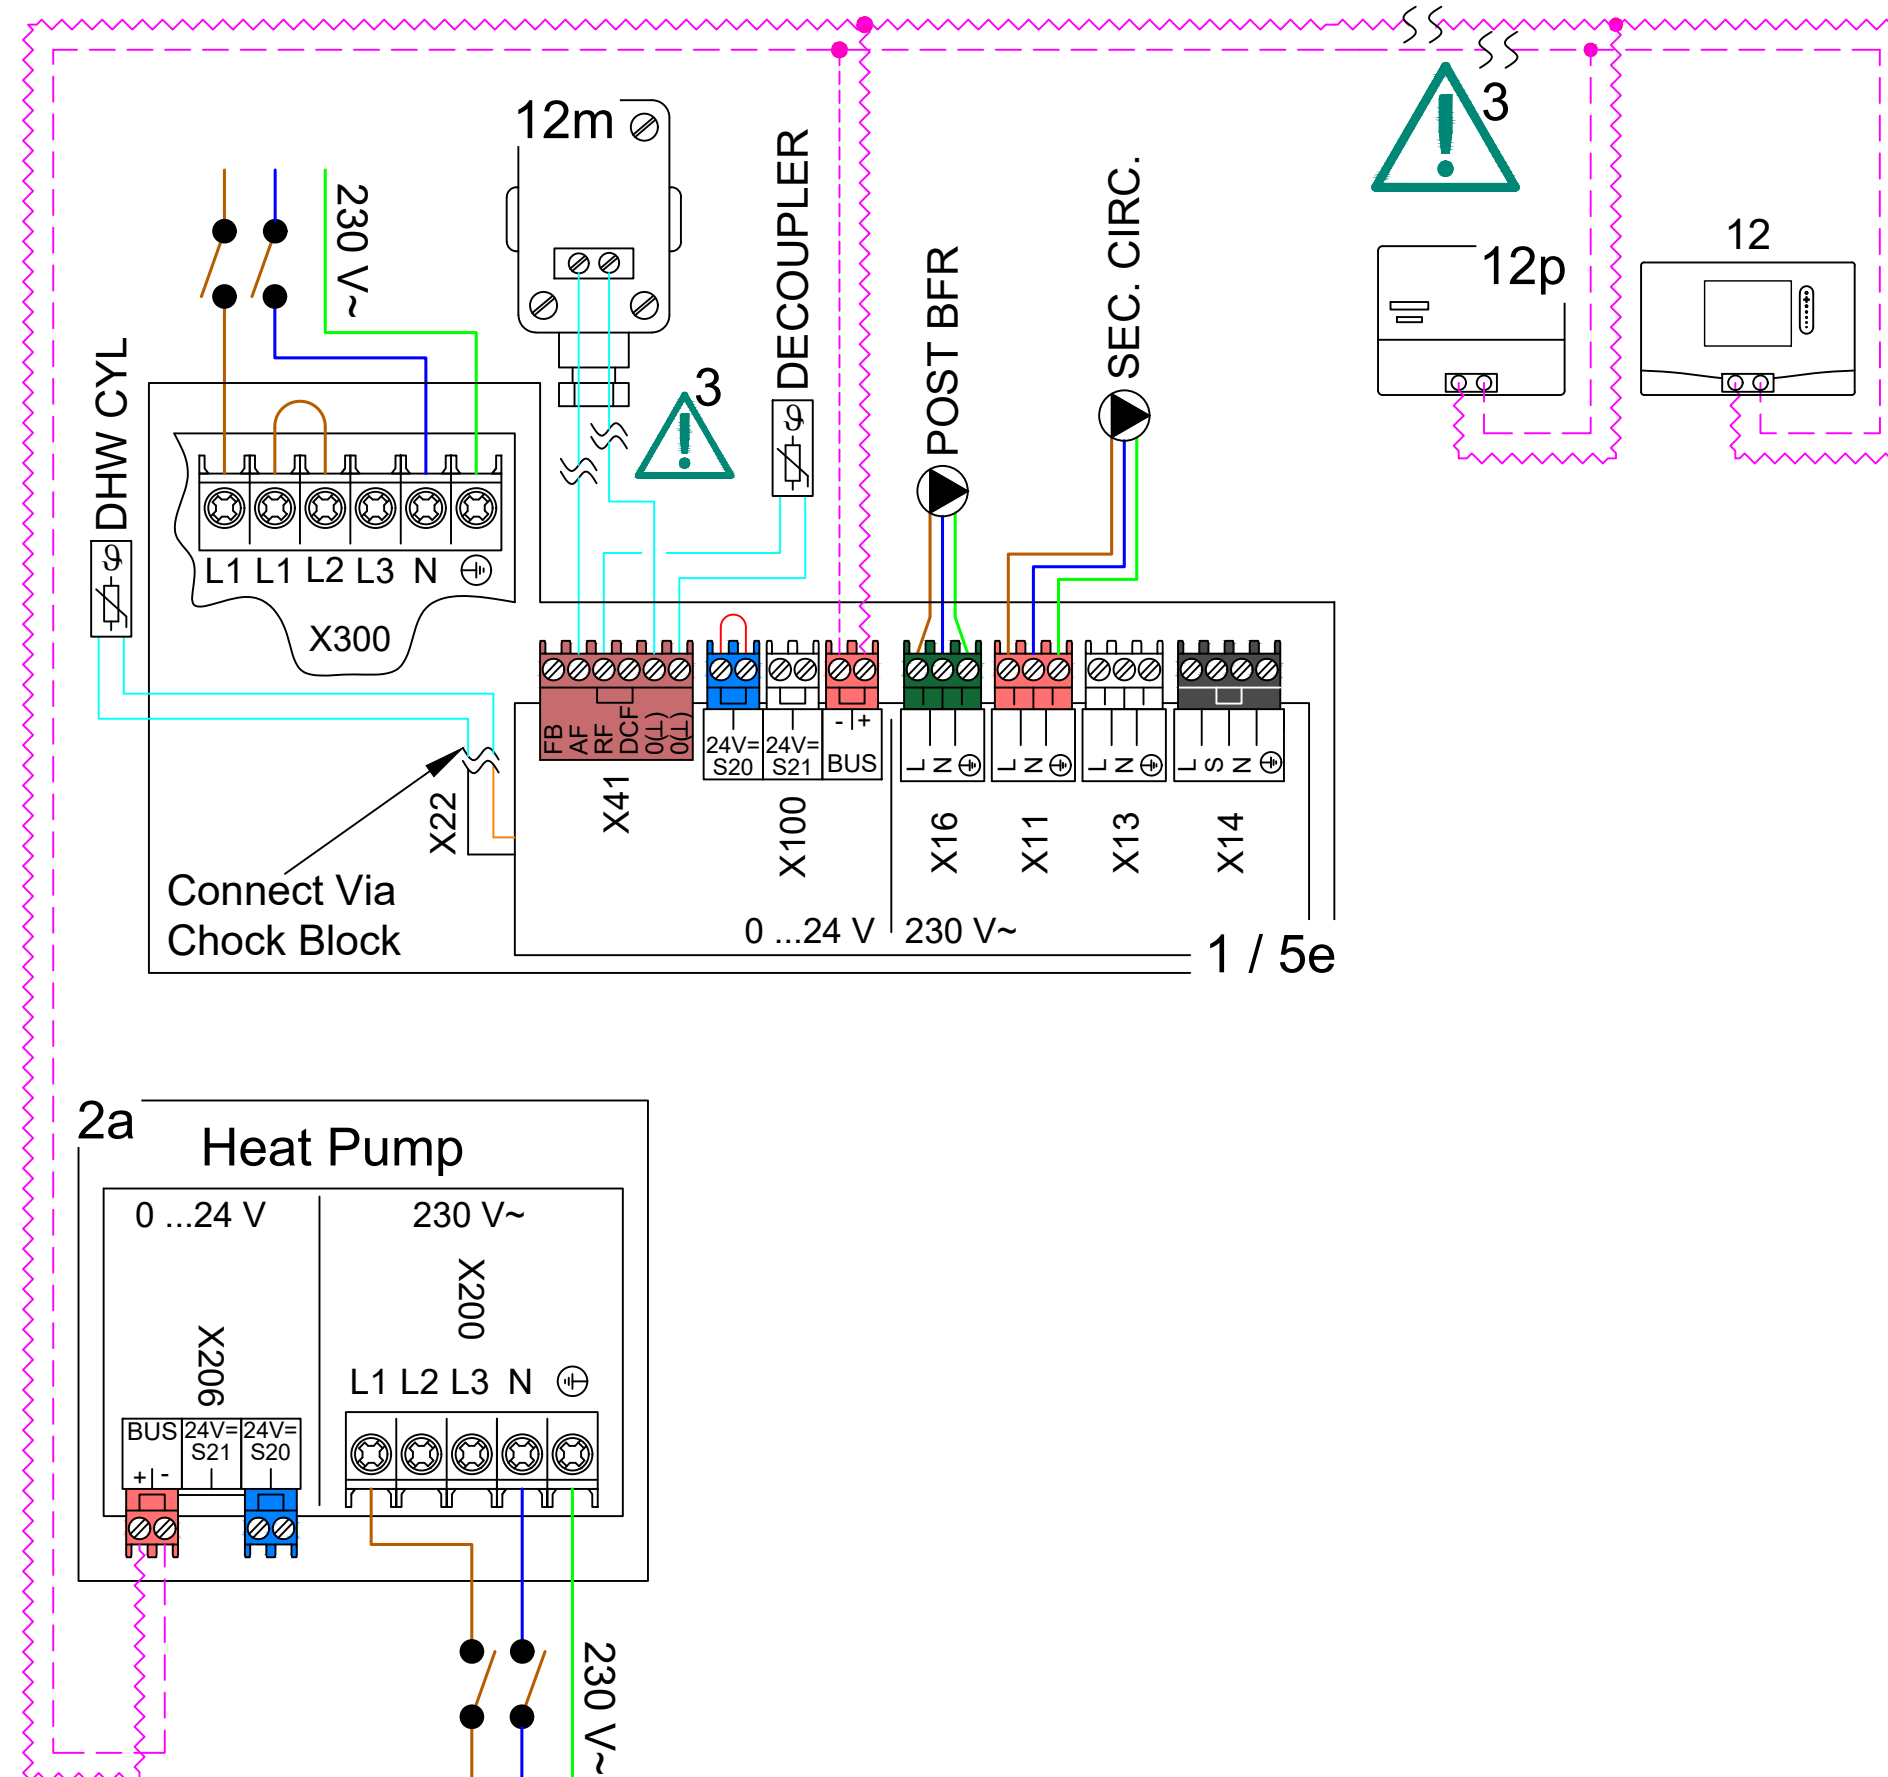 12m
3
12p
12
3
230 V~
DHW CYL
DECOUPLER
POST BFR
SEC. CIRC.
ϑ
ϑ
L1 L1 L2 L3 N
X300
FB
AF
RF
DCF
0(⊥)
0(⊥)
X41
24V=
S20
24V=
S21
- +
BUS
X100
L N
X16
L N
X11
L N
X13
L S N
X14
X22
Connect Via
Chock Block
0 ...24 V
230 V~
1 / 5e
2a
Heat Pump
0 ...24 V
230 V~
X206
X200
L1 L2 L3 N
BUS
+ -
24V=
S21
24V=
S20
230 V~